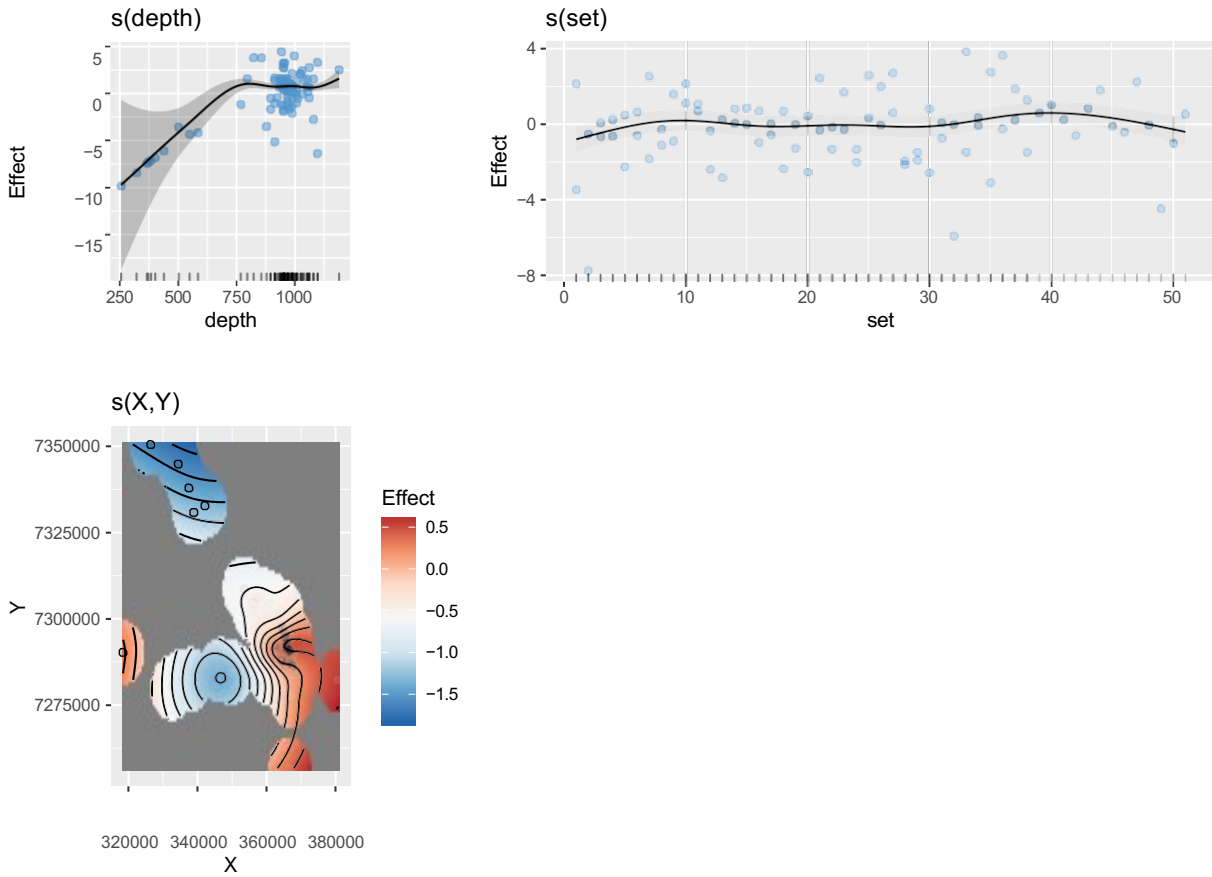 s(depth)
5
0
−5
−10
−15
Effect
250 500 750 1000
depth
s(set)
4
0
−4
−8
Effect
0 10 20 30 40 50
set
s(X,Y)
7350000
7325000
7300000
7275000
Y
320000 340000 360000 380000
X
Effect
0.5
0.0
−0.5
−1.0
−1.5